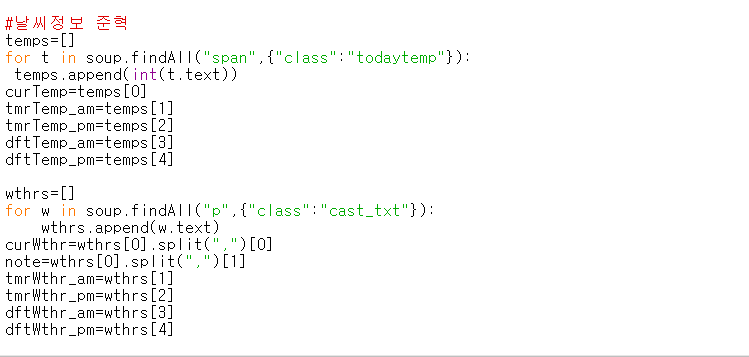 #날씨정보 준혁
temps=[]
for t in soup.findAll("span",{"class":"todaytemp"}):
 temps.append(int(t.text))
curTemp=temps[0]
tmrTemp_am=temps[1]
tmrTemp_pm=temps[2]
dftTemp_am=temps[3]
dftTemp_pm=temps[4]

wthrs=[]
for w in soup.findAll("p",{"class":"cast_txt"}):
    wthrs.append(w.text)
curWthr=wthrs[0].split(",")[0]
note=wthrs[0].split(",")[1]
tmrWthr_am=wthrs[1]
tmrWthr_pm=wthrs[2]
dftWthr_am=wthrs[3]
dftWthr_pm=wthrs[4]